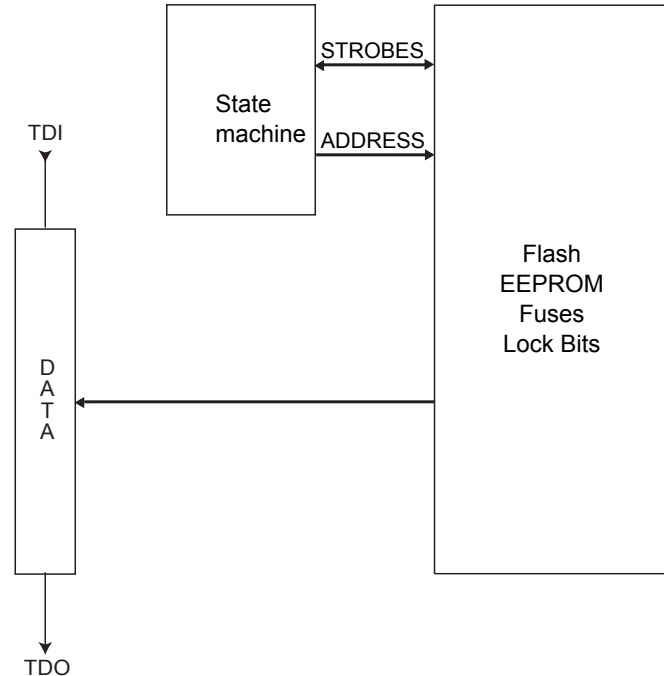 STROBES
State
machine
ADDRESS
TDI
Flash
EEPROM
Fuses
Lock Bits
D
A
T
A
TDO